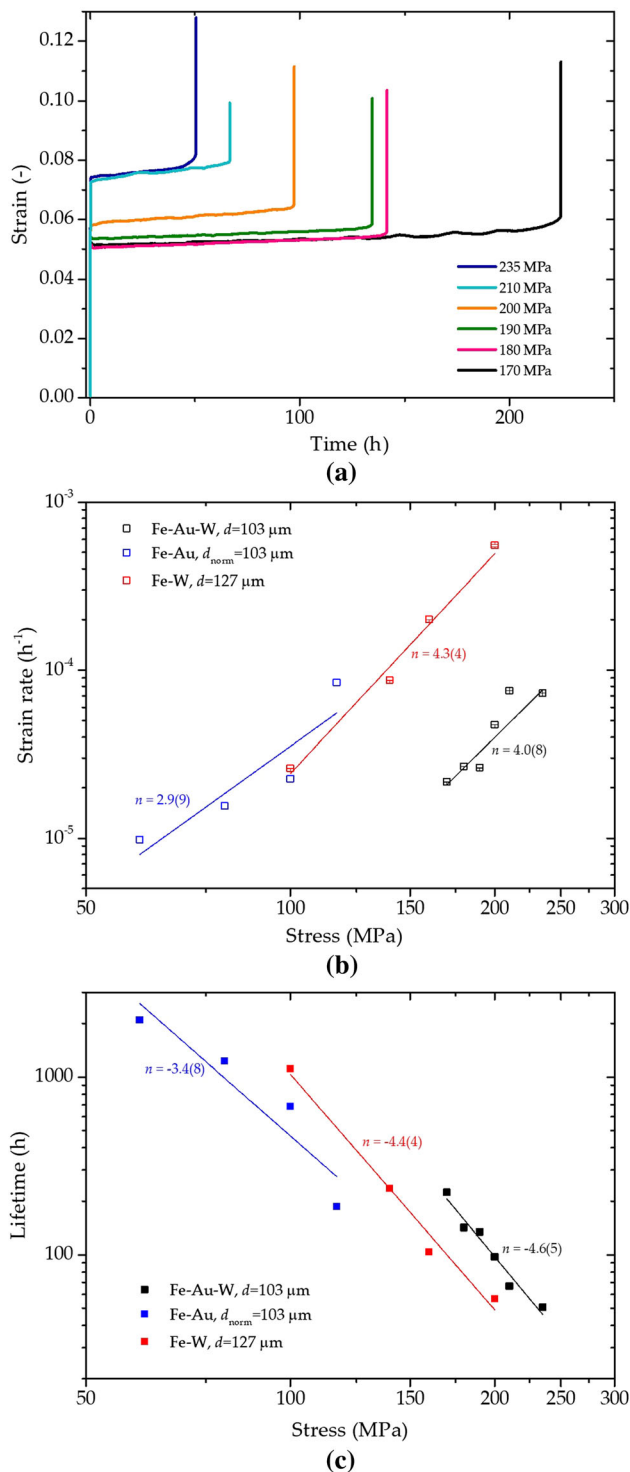 0.12
0.10
0.08
0.06
0.04
0.02
0.00
Strain (-)
235 MPa
210 MPa
200 MPa
190 MPa
180 MPa
170 MPa
0 100 200
Time (h)
(a)
10⁻³
10⁻⁴
10⁻⁵
Strain rate (h⁻¹)
Fe-Au-W, d=103 µm
Fe-Au, dnorm=103 µm
Fe-W, d=127 µm
n = 4.3(4)
n = 4.0(8)
n = 2.9(9)
50 100 150 200 250 300
Stress (MPa)
(b)
1000
100
Lifetime (h)
n = -3.4(8)
n = -4.4(4)
n = -4.6(5)
Fe-Au-W, d=103 µm
Fe-Au, dnorm=103 µm
Fe-W, d=127 µm
50 100 150 200 250 300
Stress (MPa)
(c)